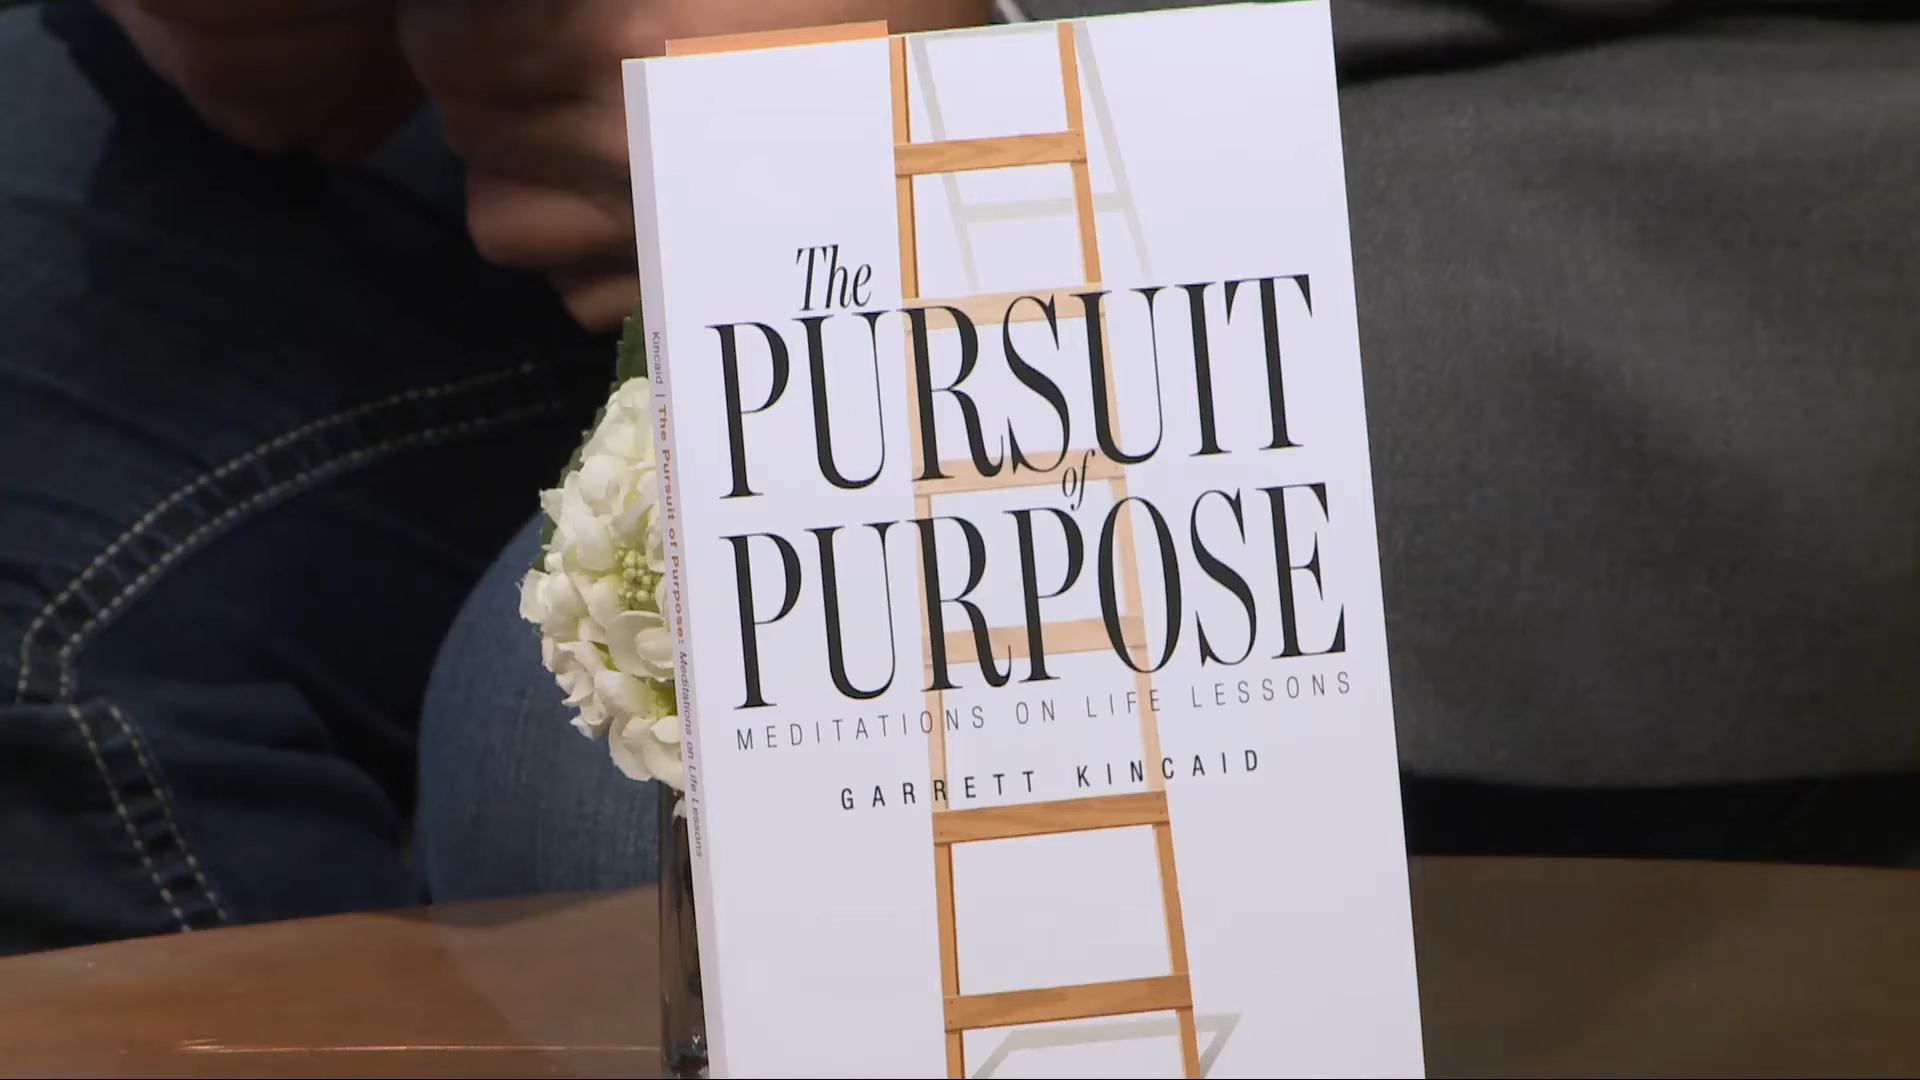 The
PURSUIT
of
PURPOSE
MEDITATIONS ON LIFE LESSONS
GARRETT KINCAID
Kincaid | The Pursuit of Purpose: Meditations on Life Lessons